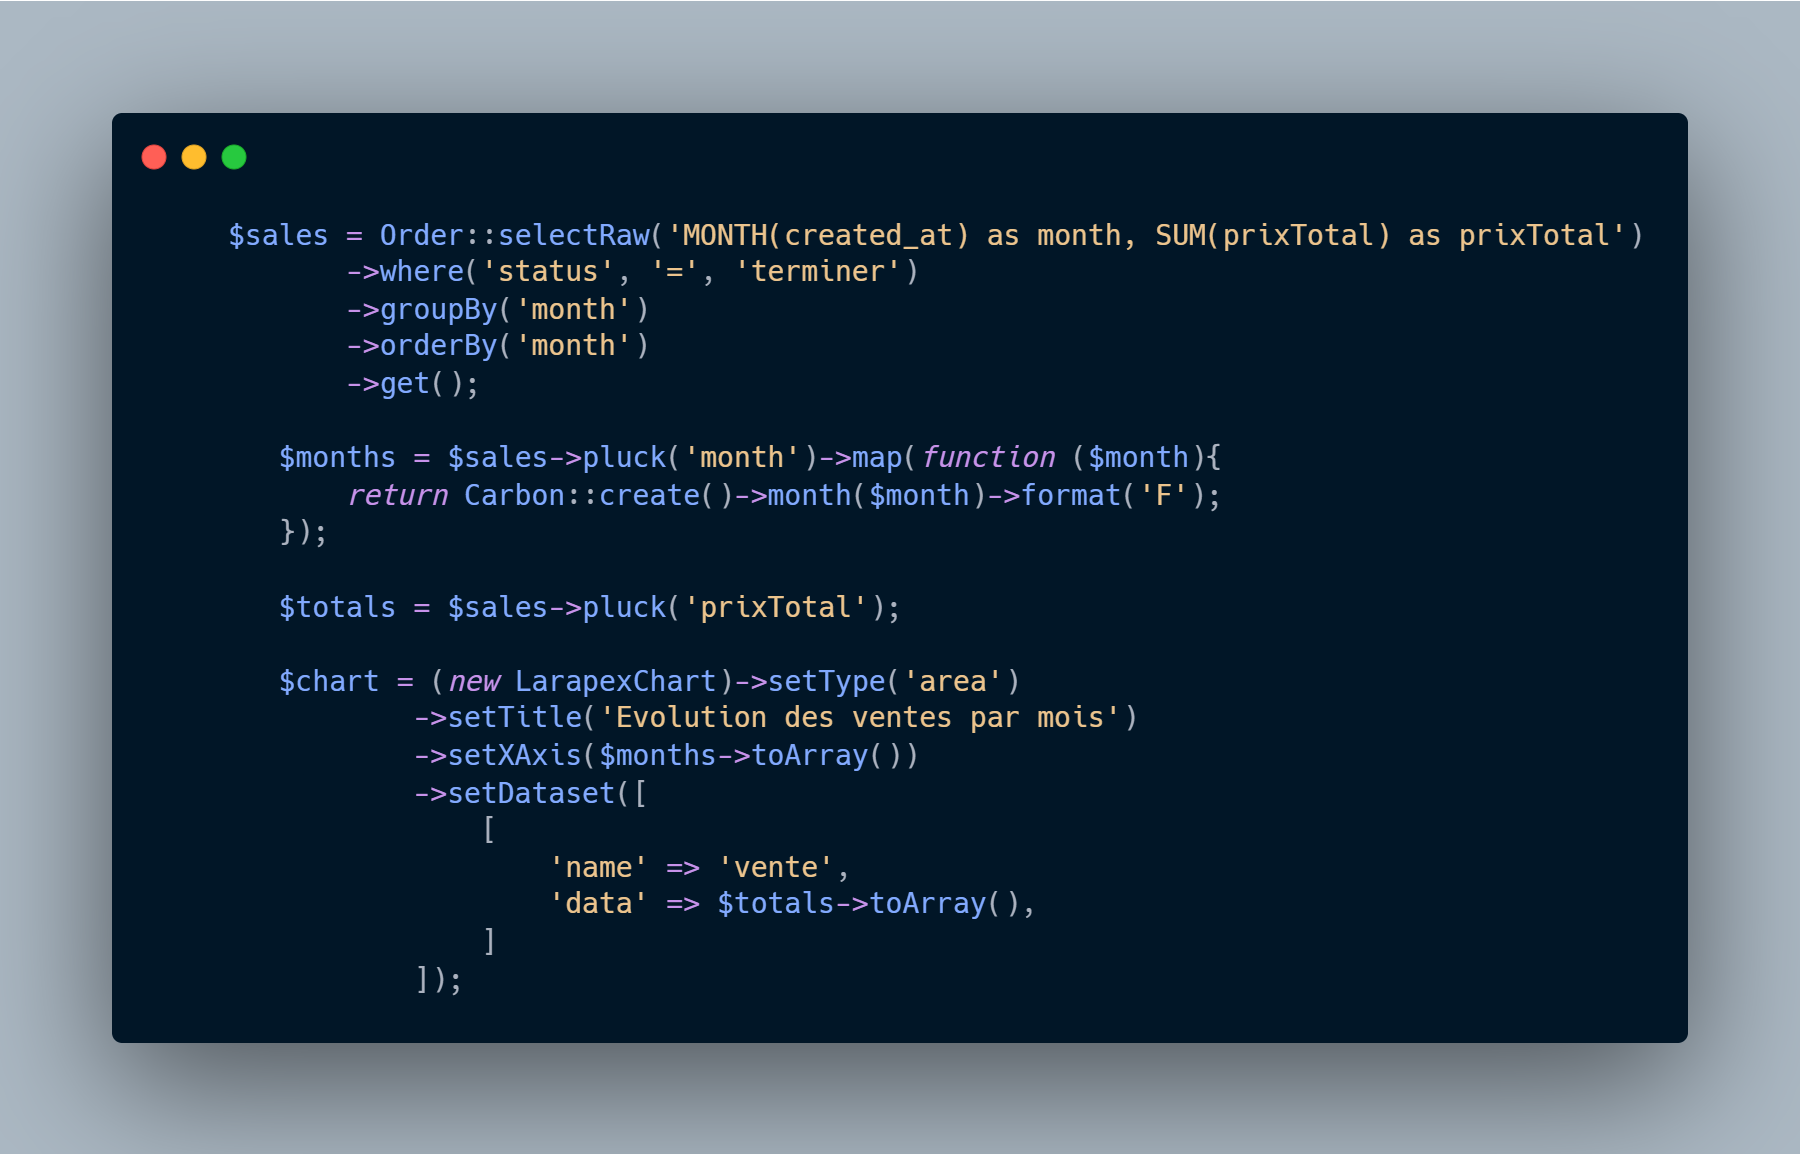 $sales = Order::selectRaw('MONTH(created_at) as month, SUM(prixTotal) as prixTotal')
->where('status', '=', 'terminer')
->groupBy('month')
->orderBy('month')
->get();
$months = $sales->pluck('month')->map(function ($month){
return Carbon::create()->month($month)->format('F');
});
$totals = $sales->pluck('prixTotal');
$chart = (new LarapexChart)->setType('area')
->setTitle('Evolution des ventes par mois')
->setXAxis($months->toArray())
->setDataset([
[
'name' => 'vente',
'data' => $totals->toArray(),
]
]);